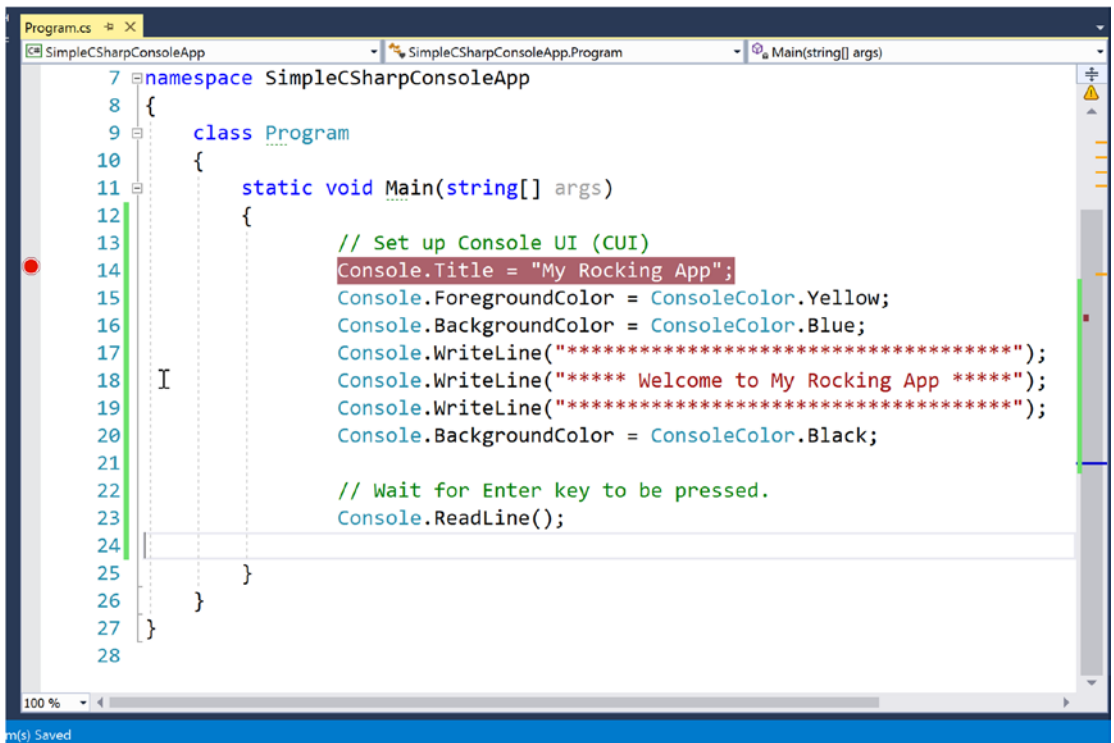 Program.cs
SimpleCSharpConsoleApp SimpleCSharpConsoleApp.Program Main(string[] args)
7 namespace SimpleCSharpConsoleApp
8 {
9 class Program
10 {
11 static void Main(string[] args)
12 {
13 // Set up Console UI (CUI)
14 Console.Title = "My Rocking App";
15 Console.ForegroundColor = ConsoleColor.Yellow;
16 Console.BackgroundColor = ConsoleColor.Blue;
17 Console.WriteLine("*************************************");
18 Console.WriteLine("***** Welcome to My Rocking App *****");
19 Console.WriteLine("*************************************");
20 Console.BackgroundColor = ConsoleColor.Black;
21
22 // Wait for Enter key to be pressed.
23 Console.ReadLine();
24
25 }
26 }
27 }
28
100 %
m(s) Saved